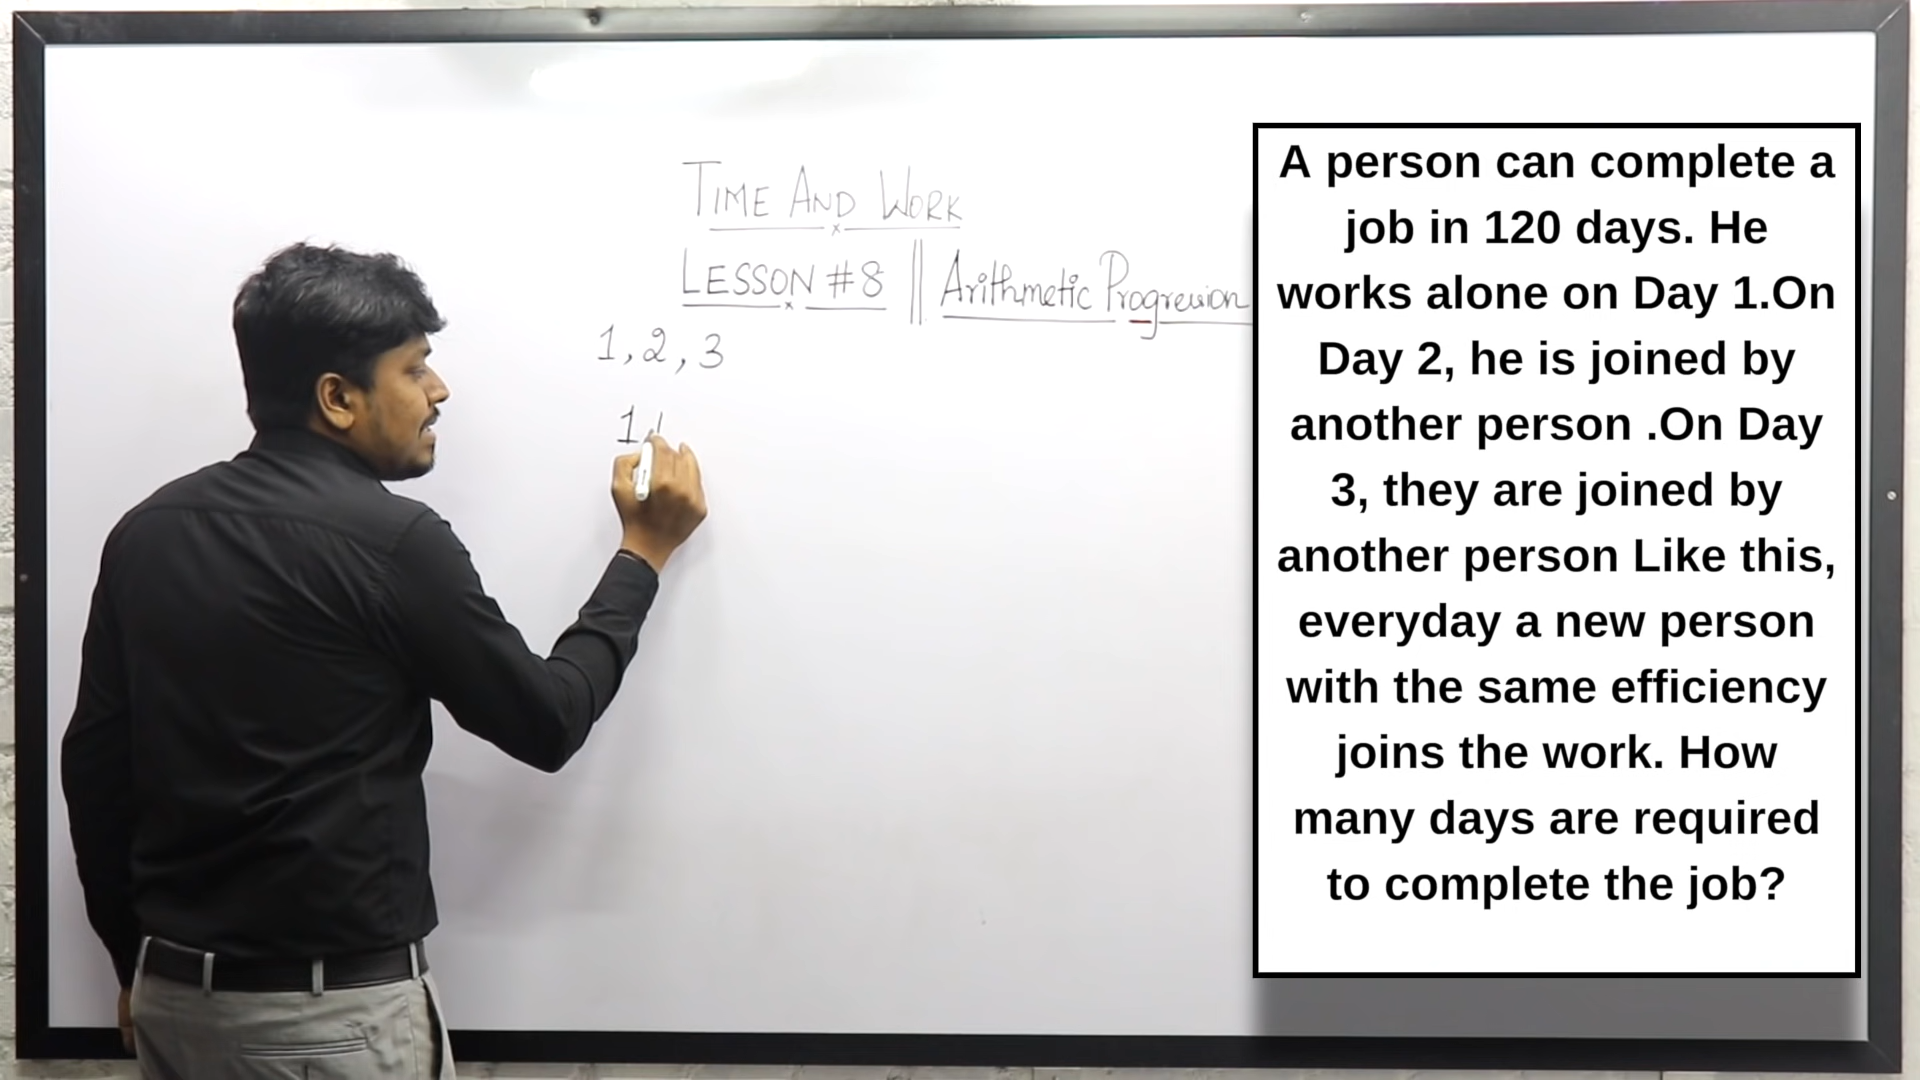 TIME AND WORK
LESSON #8 || Arithmetic Progression
1, 2, 3
1,
A person can complete a
job in 120 days. He
works alone on Day 1.On
Day 2, he is joined by
another person .On Day
3, they are joined by
another person Like this,
everyday a new person
with the same efficiency
joins the work. How
many days are required
to complete the job?